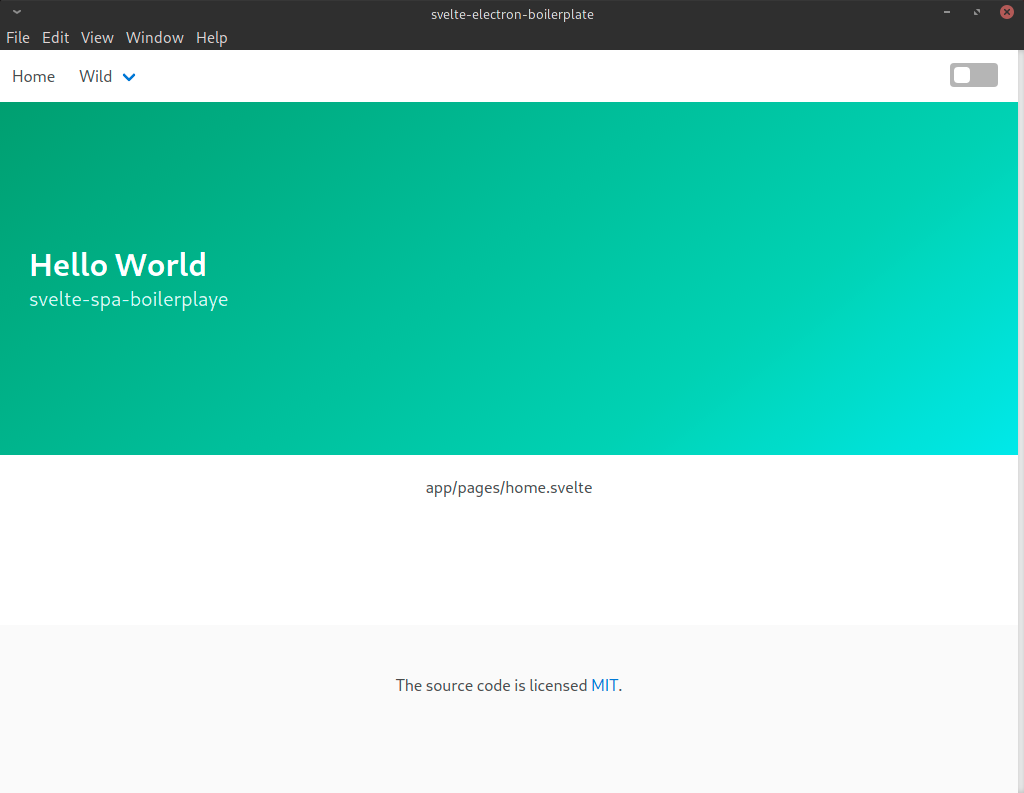 svelte-electron-boilerplate
File Edit View Window Help
Home Wild
Hello World
svelte-spa-boilerplaye
app/pages/home.svelte
The source code is licensed MIT.